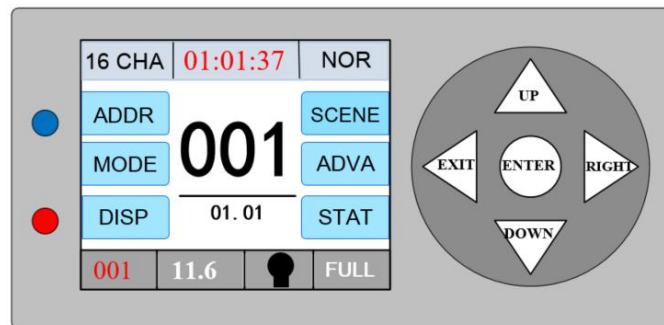 16 CHA 01:01:37 NOR
ADDR 001 SCENE
MODE ADVA
DISP 01. 01 STAT
001 11.6 FULL
UP
EXIT ENTER RIGHT
DOWN